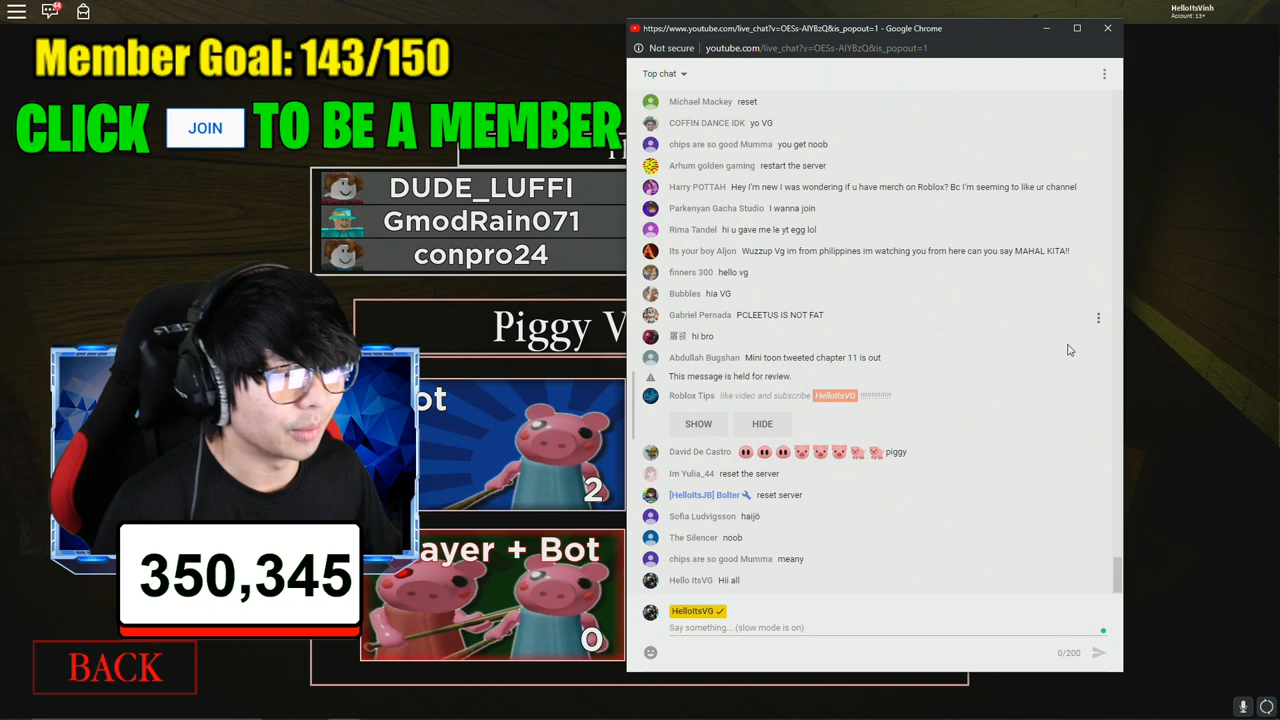 44
HelloItsVinh
Account: 13+
Member Goal: 143/150
CLICK JOIN TO BE A MEMBER
DUDE_LUFFI
GmodRain071
conpro24
Piggy V
ot
2
ayer + Bot
0
350,345
BACK
https://www.youtube.com/live_chat?v=OESs-AlYBzQ&is_popout=1 - Google Chrome
Not secure youtube.com/live_chat?v=OESs-AlYBzQ&is_popout=1
Top chat
Michael Mackey reset
COFFIN DANCE IDK yo VG
chips are so good Mumma you get noob
Arhum golden gaming restart the server
Harry POTTAH Hey I'm new I was wondering if u have merch on Roblox? Bc I'm seeming to like ur channel
Parkenyan Gacha Studio I wanna join
Rima Tandel hi u gave me le yt egg lol
Its your boy Aljon Wuzzup Vg im from philippines im watching you from here can you say MAHAL KITA!!
finners 300 hello vg
Bubbles hia VG
Gabriel Pernada PCLEETUS IS NOT FAT
hi bro
Abdullah Bugshan Mini toon tweeted chapter 11 is out
This message is held for review.
Roblox Tips like video and subscribe HelloItsVG !!!!!!!!!!!!!
SHOW HIDE
David De Castro piggy
Im Yulia_44 reset the server
[HelloItsJB] Bolter reset server
Sofia Ludvigsson haijö
The Silencer noob
chips are so good Mumma meany
Hello ItsVG Hii all
HelloItsVG
Say something... (slow mode is on)
0/200